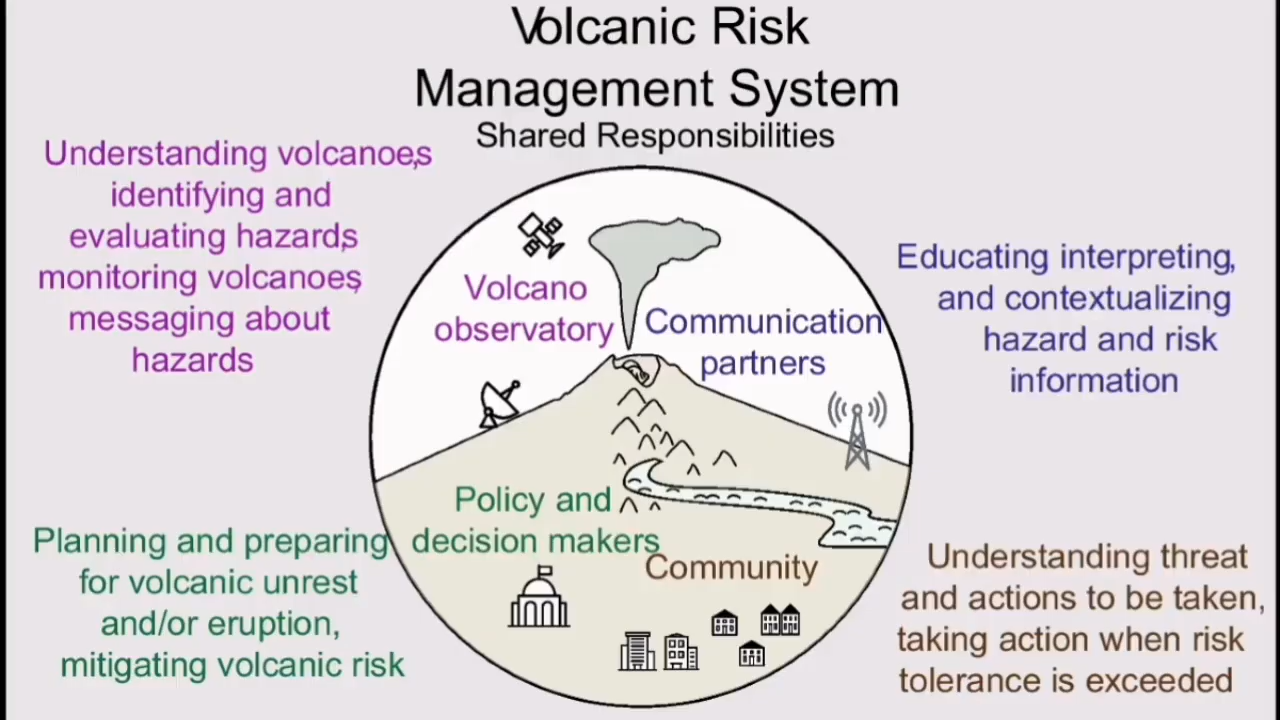 Volcanic Risk
Management System
Shared Responsibilities
Understanding volcanoes,
identifying and
evaluating hazards,
monitoring volcanoes,
messaging about
hazards
Volcano
observatory
Communication
partners
Educating interpreting,
and contextualizing
hazard and risk
information
Policy and
decision makers
Planning and preparing
for volcanic unrest
and/or eruption,
mitigating volcanic risk
Community
Understanding threat
and actions to be taken,
taking action when risk
tolerance is exceeded